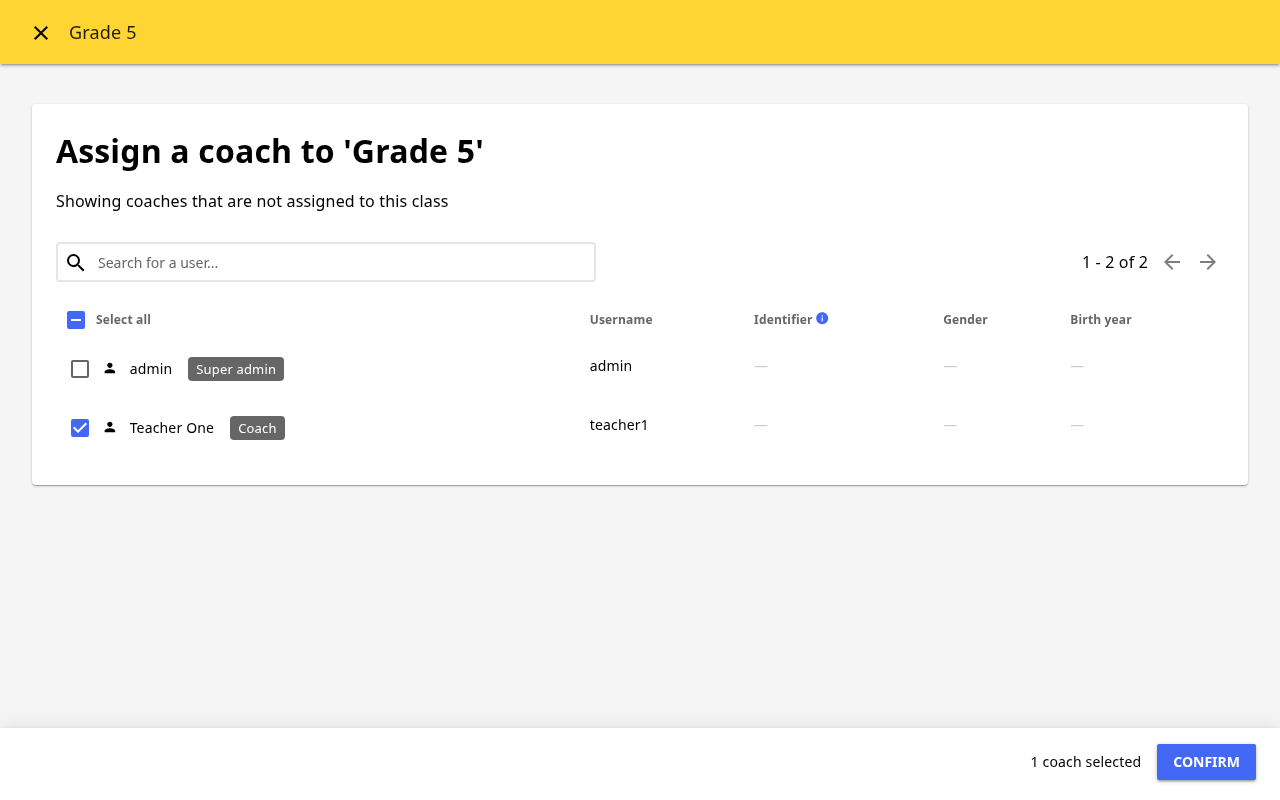 Grade 5
Assign a coach to 'Grade 5'
Showing coaches that are not assigned to this class
Search for a user...
1 - 2 of 2
Select all Username Identifier Gender Birth year
admin Super admin admin — — —
Teacher One Coach teacher1 — — —
1 coach selected CONFIRM